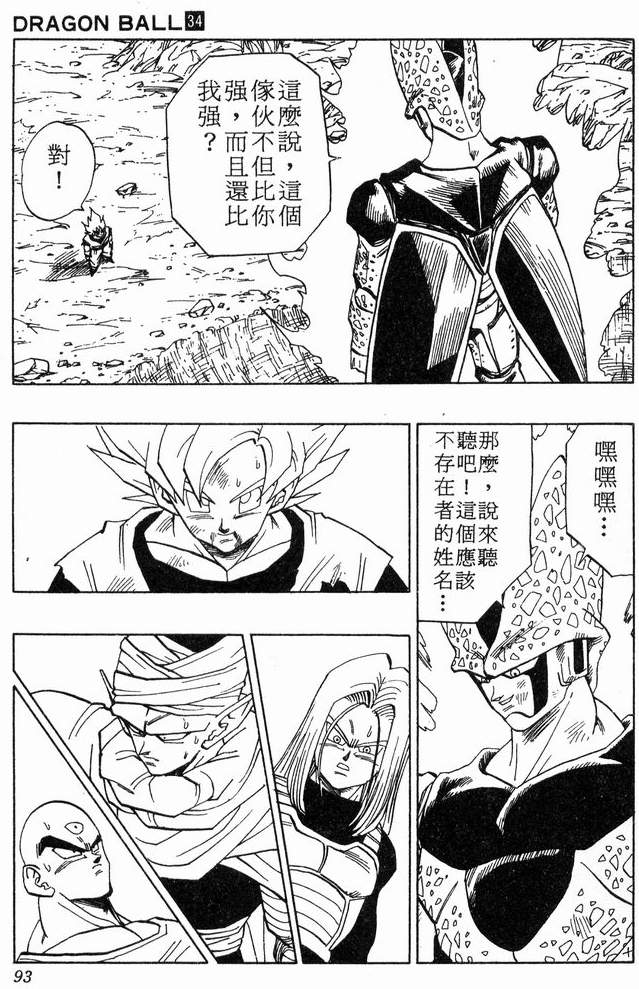 DRAGON BALL 34
這麼說，這個
傢伙不但比你
强，而且還比
我强？
對！
嘿嘿嘿…
那麼，說來聽
聽吧！這個應該
不存在者的姓名…
93